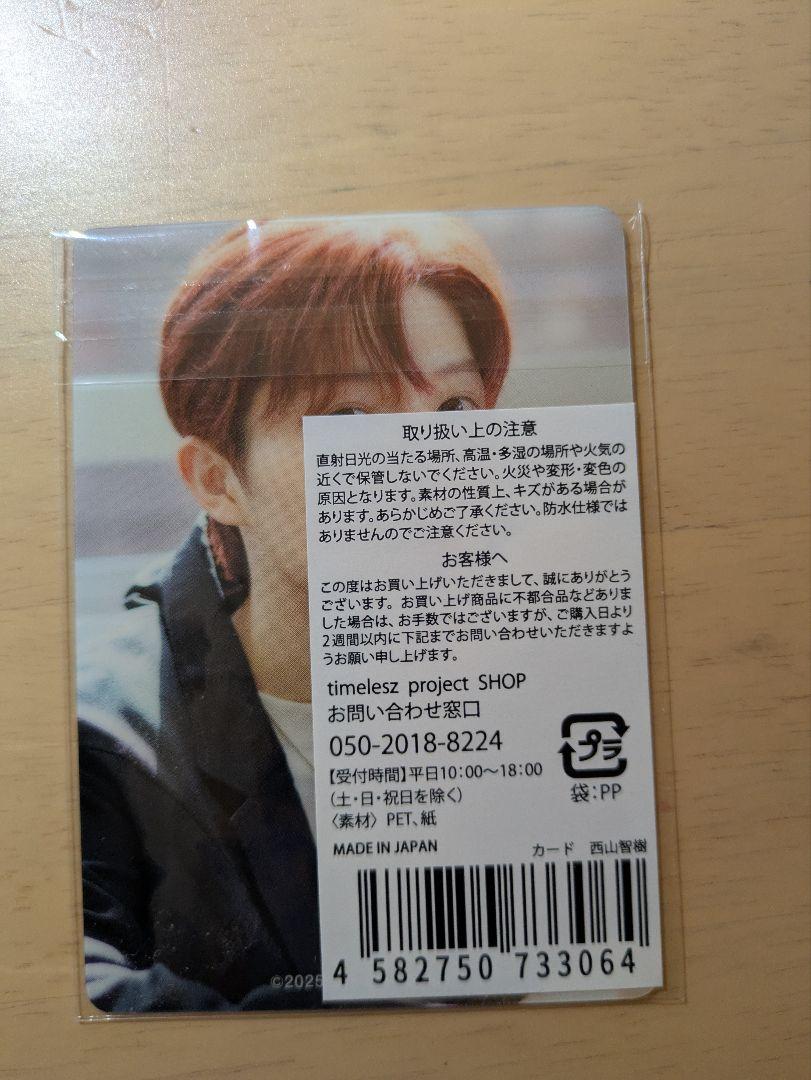 取り扱い上の注意
直射日光の当たる場所、高温・多湿の場所や火気の
近くで保管しないでください。火災や変形・変色の
原因となります。素材の性質上、キズがある場合が
あります。あらかじめご了承ください。防水仕様では
ありませんのでご注意ください。
お客様へ
この度はお買い上げいただきまして、誠にありがとう
ございます。お買い上げ商品に不都合品などありま
した場合は、お手数ではございますが、ご購入日より
2週間以内に下記までお問い合わせいただきますよ
うお願い申し上げます。
timelesz project SHOP
お問い合わせ窓口
050-2018-8224
【受付時間】平日10:00〜18:00
(土・日・祝日を除く)
〈素材〉 PET、紙
プラ
袋:PP
MADE IN JAPAN
カード 西山智樹
4 582750 733064
©2025